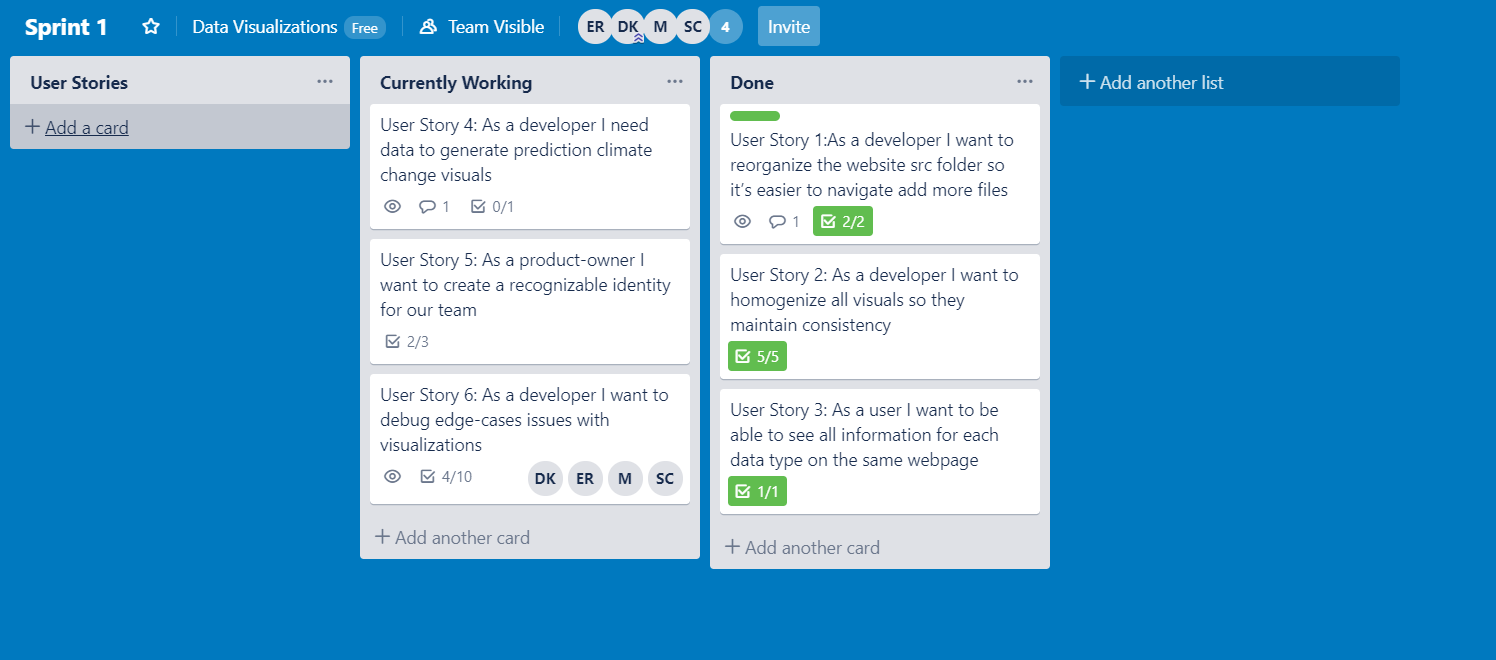 Sprint 1 Data Visualizations Free Team Visible ER DK M SC 4 Invite
User Stories
+ Add a card
Currently Working
User Story 4: As a developer I need
data to generate prediction climate
change visuals
1 0/1
User Story 5: As a product-owner I
want to create a recognizable identity
for our team
2/3
User Story 6: As a developer I want to
debug edge-cases issues with
visualizations
4/10 DK ER M SC
+ Add another card
Done
User Story 1:As a developer I want to
reorganize the website src folder so
it’s easier to navigate add more files
1 2/2
User Story 2: As a developer I want to
homogenize all visuals so they
maintain consistency
5/5
User Story 3: As a user I want to be
able to see all information for each
data type on the same webpage
1/1
+ Add another card
+ Add another list